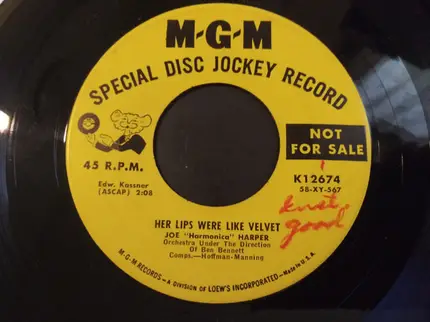 M-G-M
SPECIAL DISC JOCKEY RECORD
NOT
FOR SALE
45 R.P.M.
K12674
58-XY-567
Edw. Kassner
(ASCAP) 2:08
HER LIPS WERE LIKE VELVET
JOE "Harmonica" HARPER
Orchestra Under The Direction
Of Ben Bennett
Comps.—Hoffman-Manning
good
M-G-M RECORDS—A DIVISION OF LOEW'S INCORPORATED—Made in U.S.A.